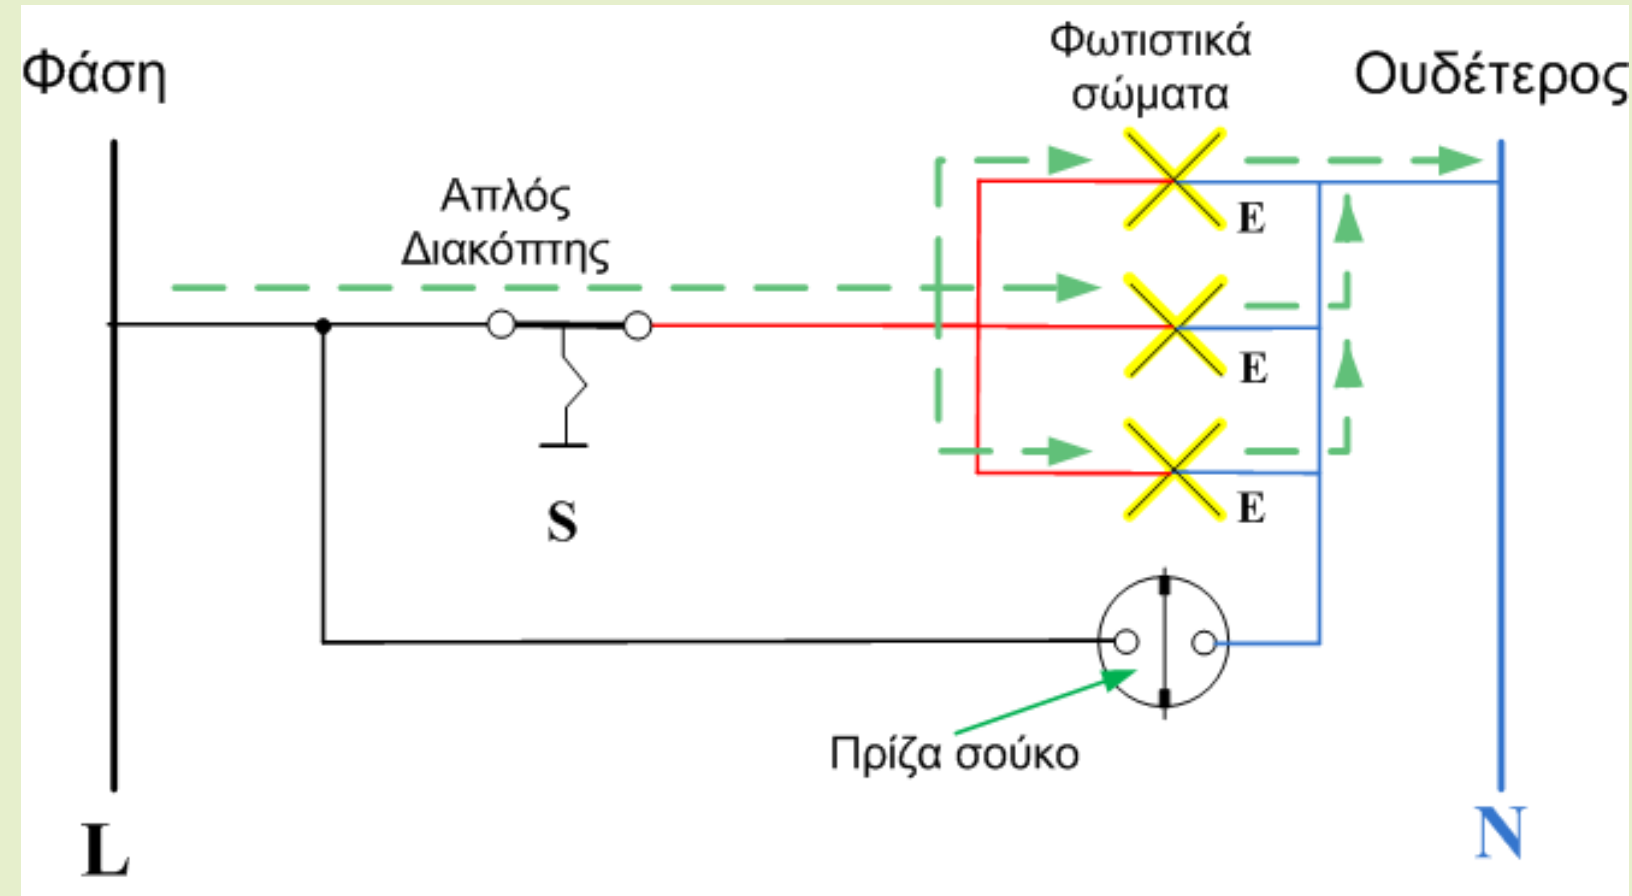 Φάση
Φωτιστικά
σώματα
Ουδέτερος
Απλός
Διακόπτης
E
E
E
S
Πρίζα σούκο
L
N